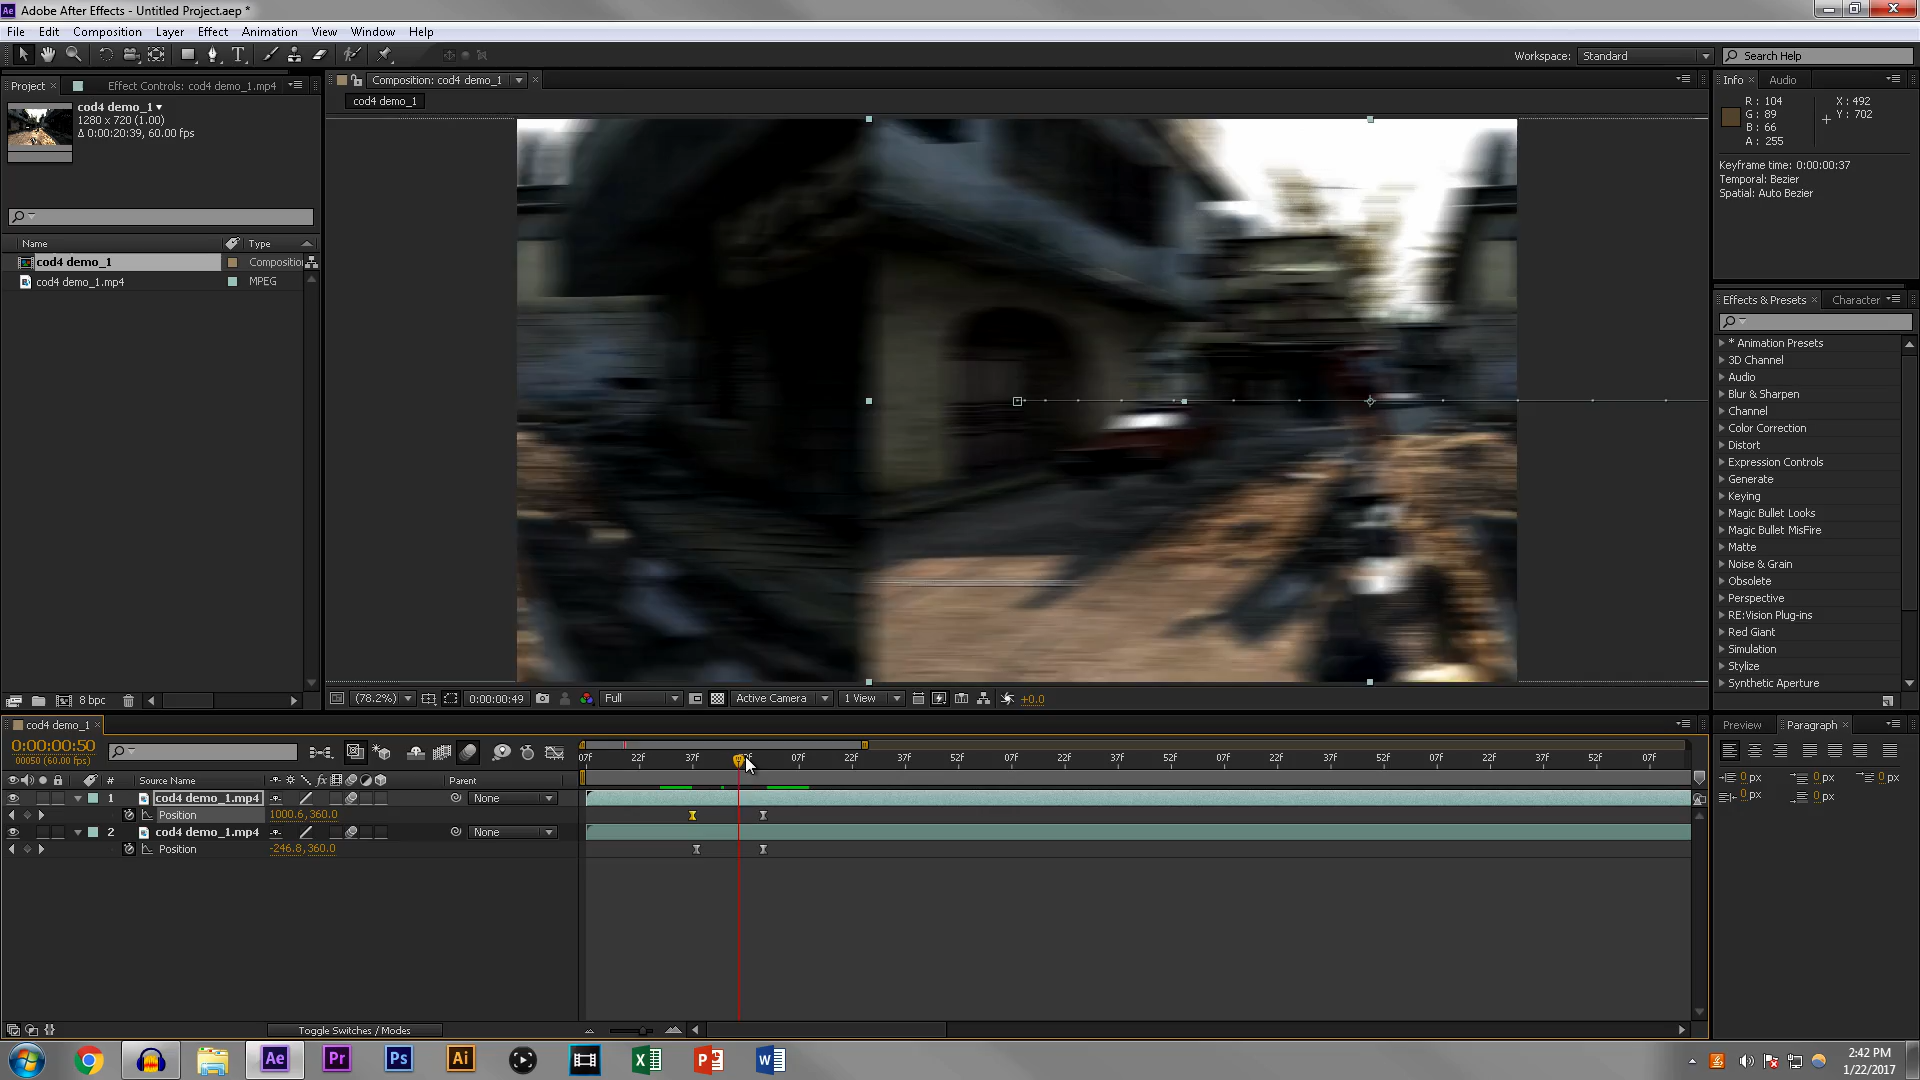 Adobe After Effects - Untitled Project.aep *
File Edit Composition Layer Effect Animation View Window Help
Workspace: Standard Search Help
Project Effect Controls: cod4 demo_1.mp4
cod4 demo_1
1280 x 720 (1.00)
Δ 0:00:20:39, 60.00 fps
Name Type
cod4 demo_1 Compositio
cod4 demo_1.mp4 MPEG
8 bpc
Composition: cod4 demo_1
cod4 demo_1
(78.2%) 0:00:00:49 Full Active Camera 1 View +0.0
Info Audio
R : 104 X : 492
G : 89 Y : 702
B : 66
A : 255
Keyframe time: 0:00:00:37
Temporal: Bezier
Spatial: Auto Bezier
Effects & Presets Character
* Animation Presets
3D Channel
Audio
Blur & Sharpen
Channel
Color Correction
Distort
Expression Controls
Generate
Keying
Magic Bullet Looks
Magic Bullet MisFire
Matte
Noise & Grain
Obsolete
Perspective
RE:Vision Plug-ins
Red Giant
Simulation
Stylize
Synthetic Aperture
cod4 demo_1
0:00:00:50
00050 (60.00 fps)
07f 22f 37f 07f 22f 37f 52f 07f 22f 37f 52f 07f 22f 37f 52f 07f
# Source Name Parent
1 cod4 demo_1.mp4 None
Position 1000.6,360.0
2 cod4 demo_1.mp4 None
Position -246.8,360.0
Toggle Switches / Modes
Preview Paragraph
0 px 0 px 0 px
0 px 0 px
Ae Pr Ps Ai
2:42 PM
1/22/2017